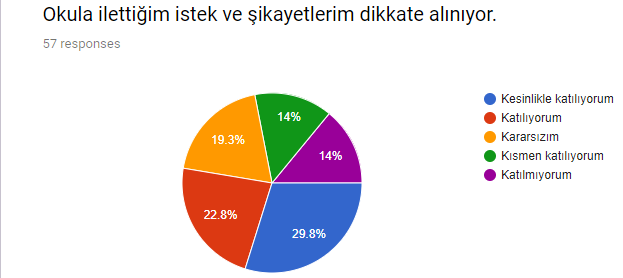 Okula ilettiğim istek ve şikayetlerim dikkate alınıyor.
57 responses
Kesinlikle katılıyorum
Katılıyorum
Kararsızım
Kısmen katılıyorum
Katılmıyorum
14%
19.3%
14%
22.8%
29.8%